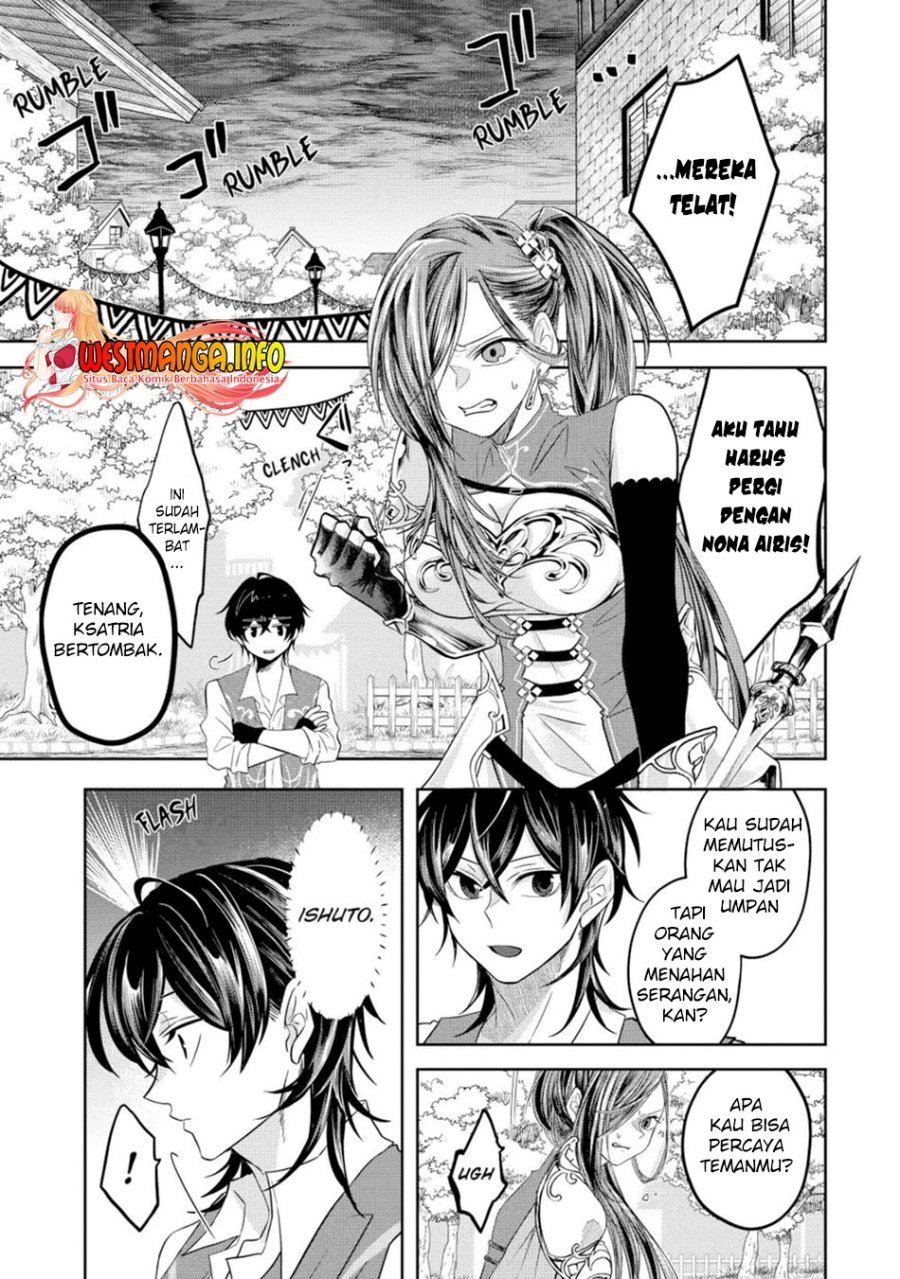 ...MEREKA
TELAT!
RUMBLE
RUMBLE
RUMBLE
ゴ
ゴ
ゴ
WESTMANGA.INFO
Situs Baca Komik Berbahasa Indonesia
AKU TAHU
HARUS
PERGI
DENGAN
NONA AIRIS!
CLENCH
INI
SUDAH
TERLAM-
BAT
...
TENANG,
KSATRIA
BERTOMBAK.
KAU SUDAH
MEMUTUS-
KAN TAK
MAU JADI
UMPAN
TAPI
ORANG
YANG
MENAHAN
SERANGAN,
KAN?
FLASH
ISHUTO.
!
APA
KAU BISA
PERCAYA
TEMANMU?
UGH